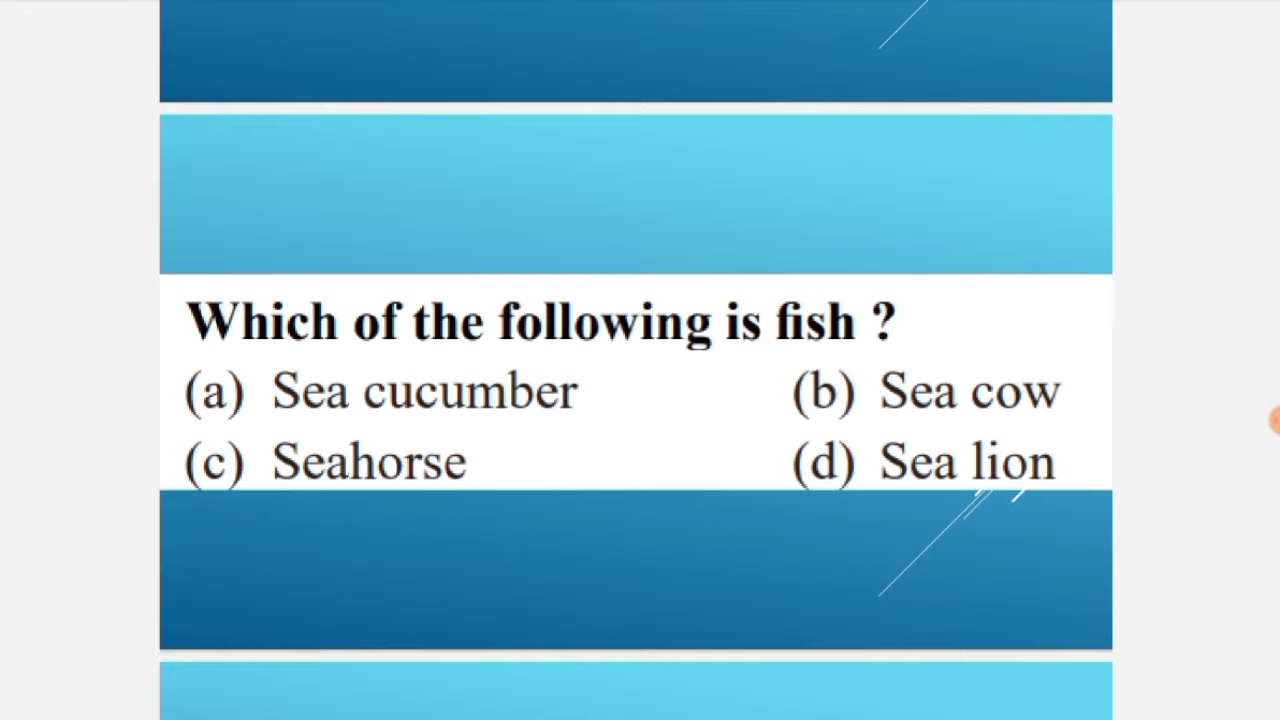 Which of the following is fish ?
(a) Sea cucumber (b) Sea cow
(c) Seahorse (d) Sea lion